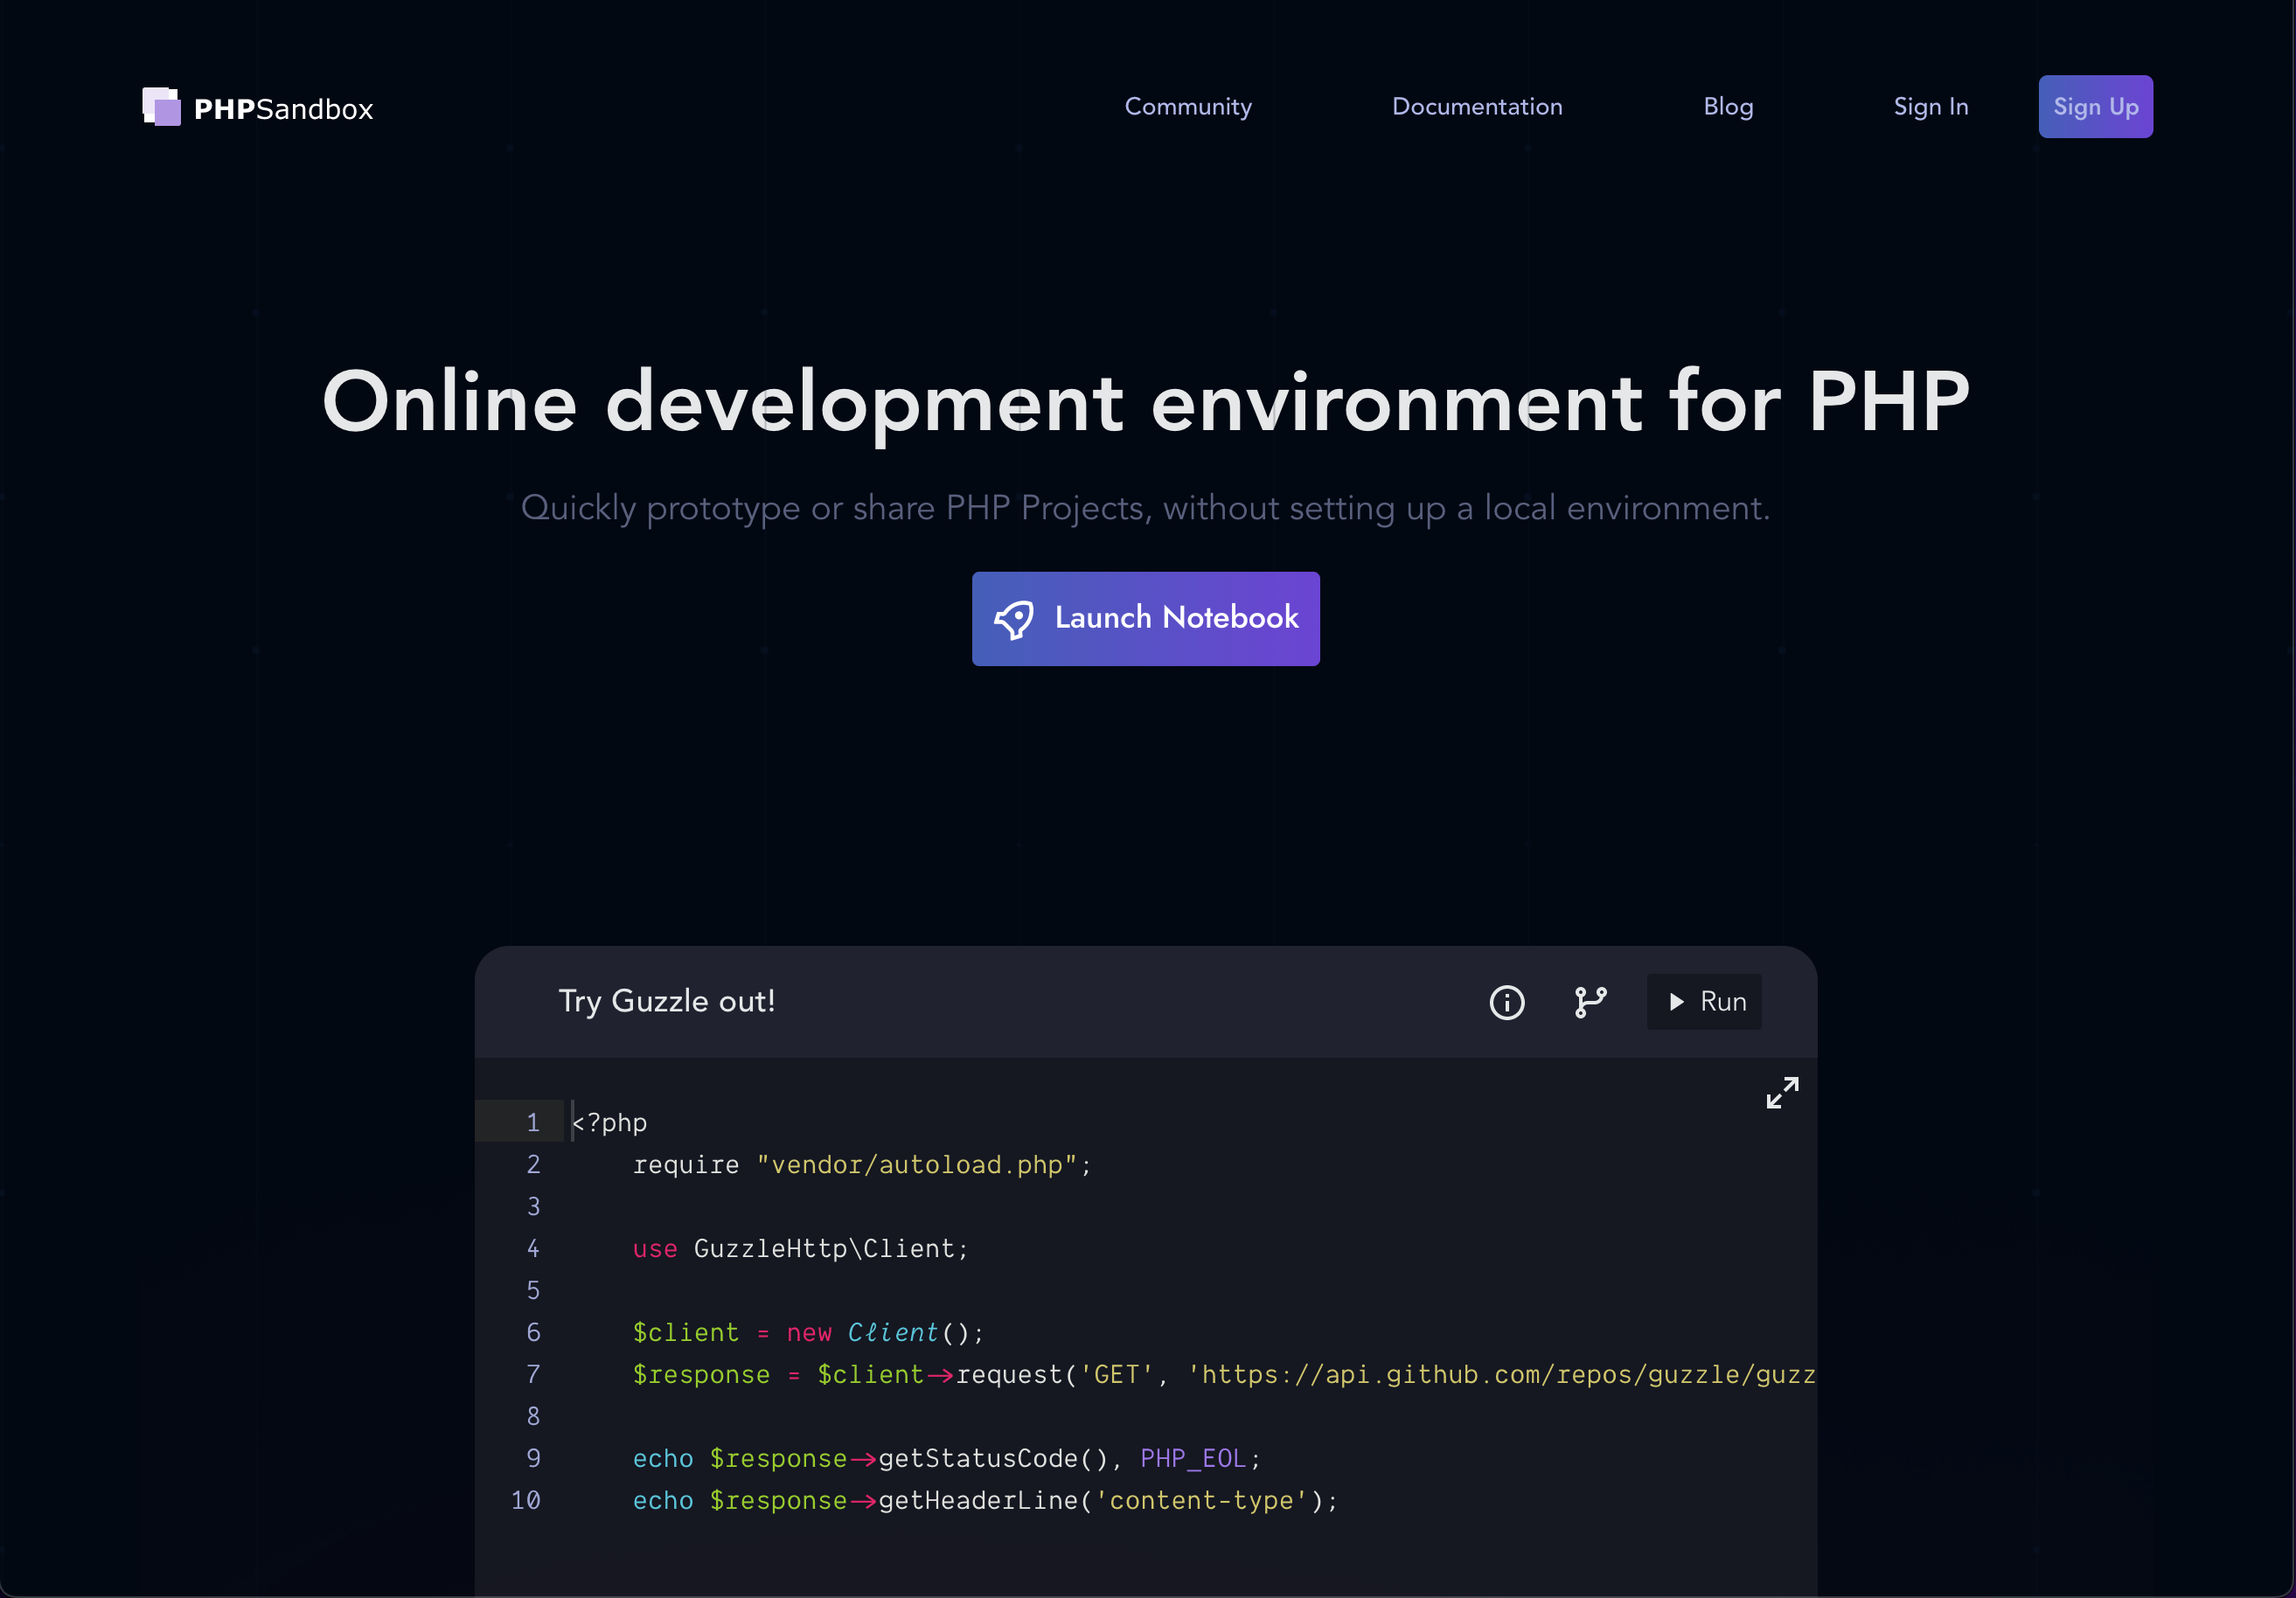 PHPSandbox
Community
Documentation
Blog
Sign In
Sign Up
Online development environment for PHP
Quickly prototype or share PHP Projects, without setting up a local environment.
Launch Notebook
Try Guzzle out!
Run
1 <?php
2 require "vendor/autoload.php";
3
4 use GuzzleHttp\Client;
5
6 $client = new Client();
7 $response = $client->request('GET', 'https://api.github.com/repos/guzzle/guzz
8
9 echo $response->getStatusCode(), PHP_EOL;
10 echo $response->getHeaderLine('content-type');